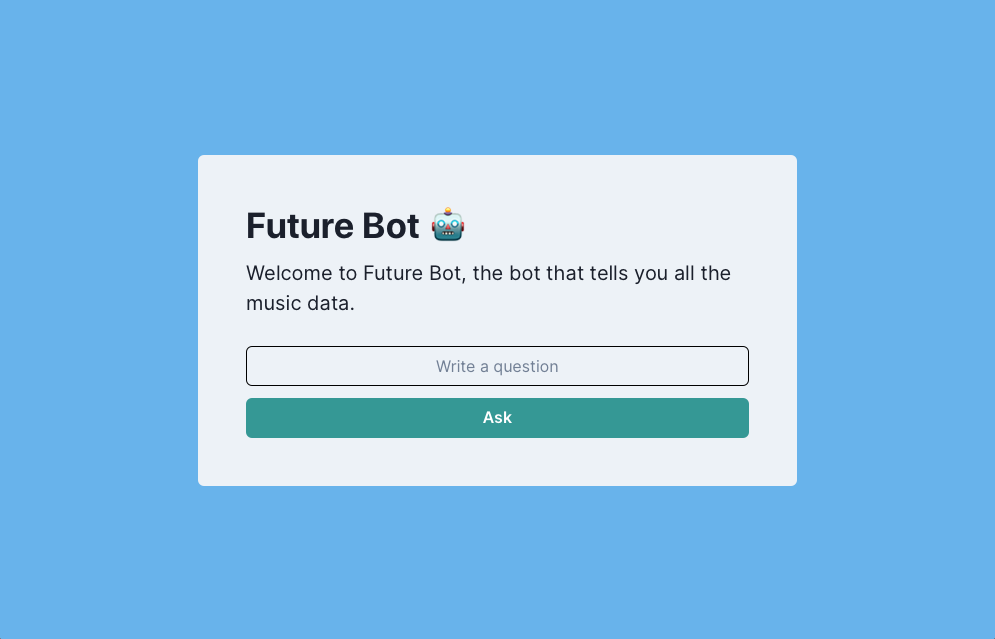 Future Bot 🤖
Welcome to Future Bot, the bot that tells you all the
music data.
Write a question
Ask